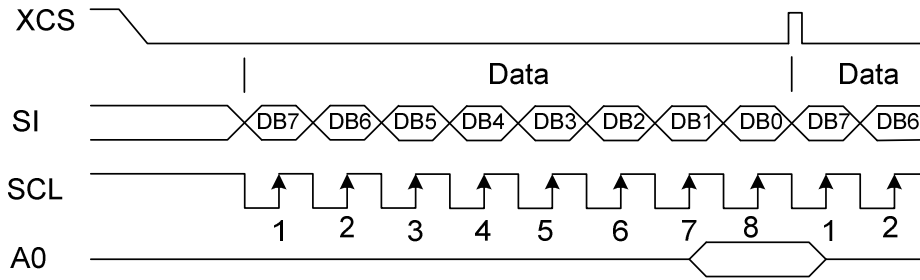 XCS
Data Data
SI DB7 DB6 DB5 DB4 DB3 DB2 DB1 DB0 DB7 DB6
SCL
1 2 3 4 5 6 7 8 1 2
A0